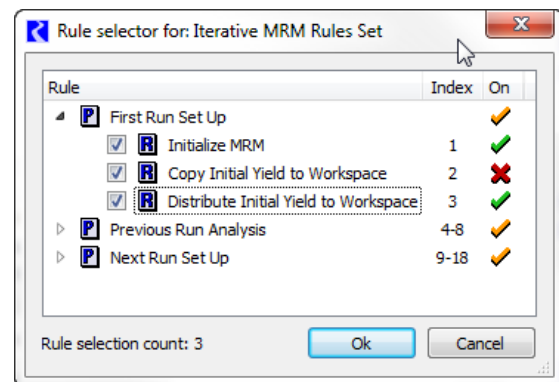 Rule selector for: Iterative MRM Rules Set
Rule Index On
P First Run Set Up
R Initialize MRM 1
R Copy Initial Yield to Workspace 2
R Distribute Initial Yield to Workspace 3
P Previous Run Analysis 4-8
P Next Run Set Up 9-18
Rule selection count: 3 Ok Cancel